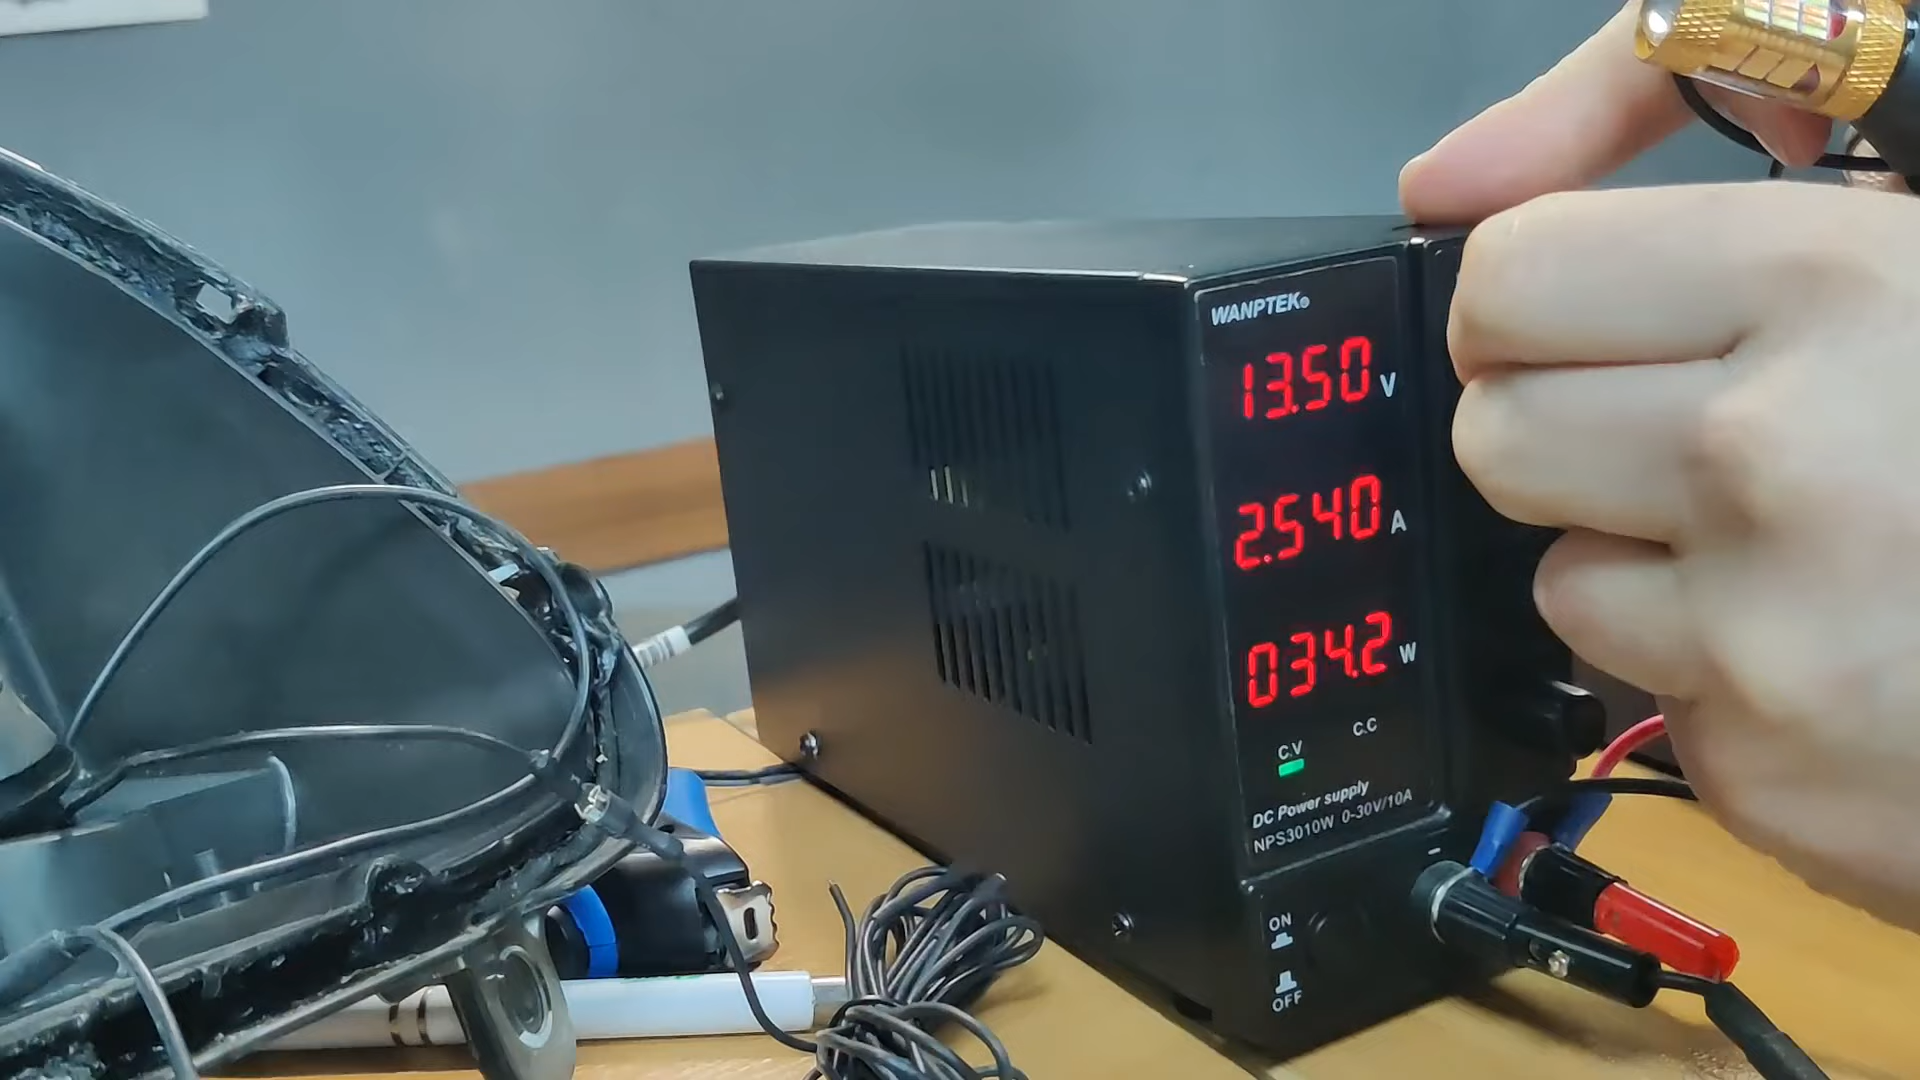 WANPTEK®
13.50 V
2.540 A
034.2 W
C.V C.C
DC Power supply
NPS3010W 0-30V/10A
-
ON
OFF